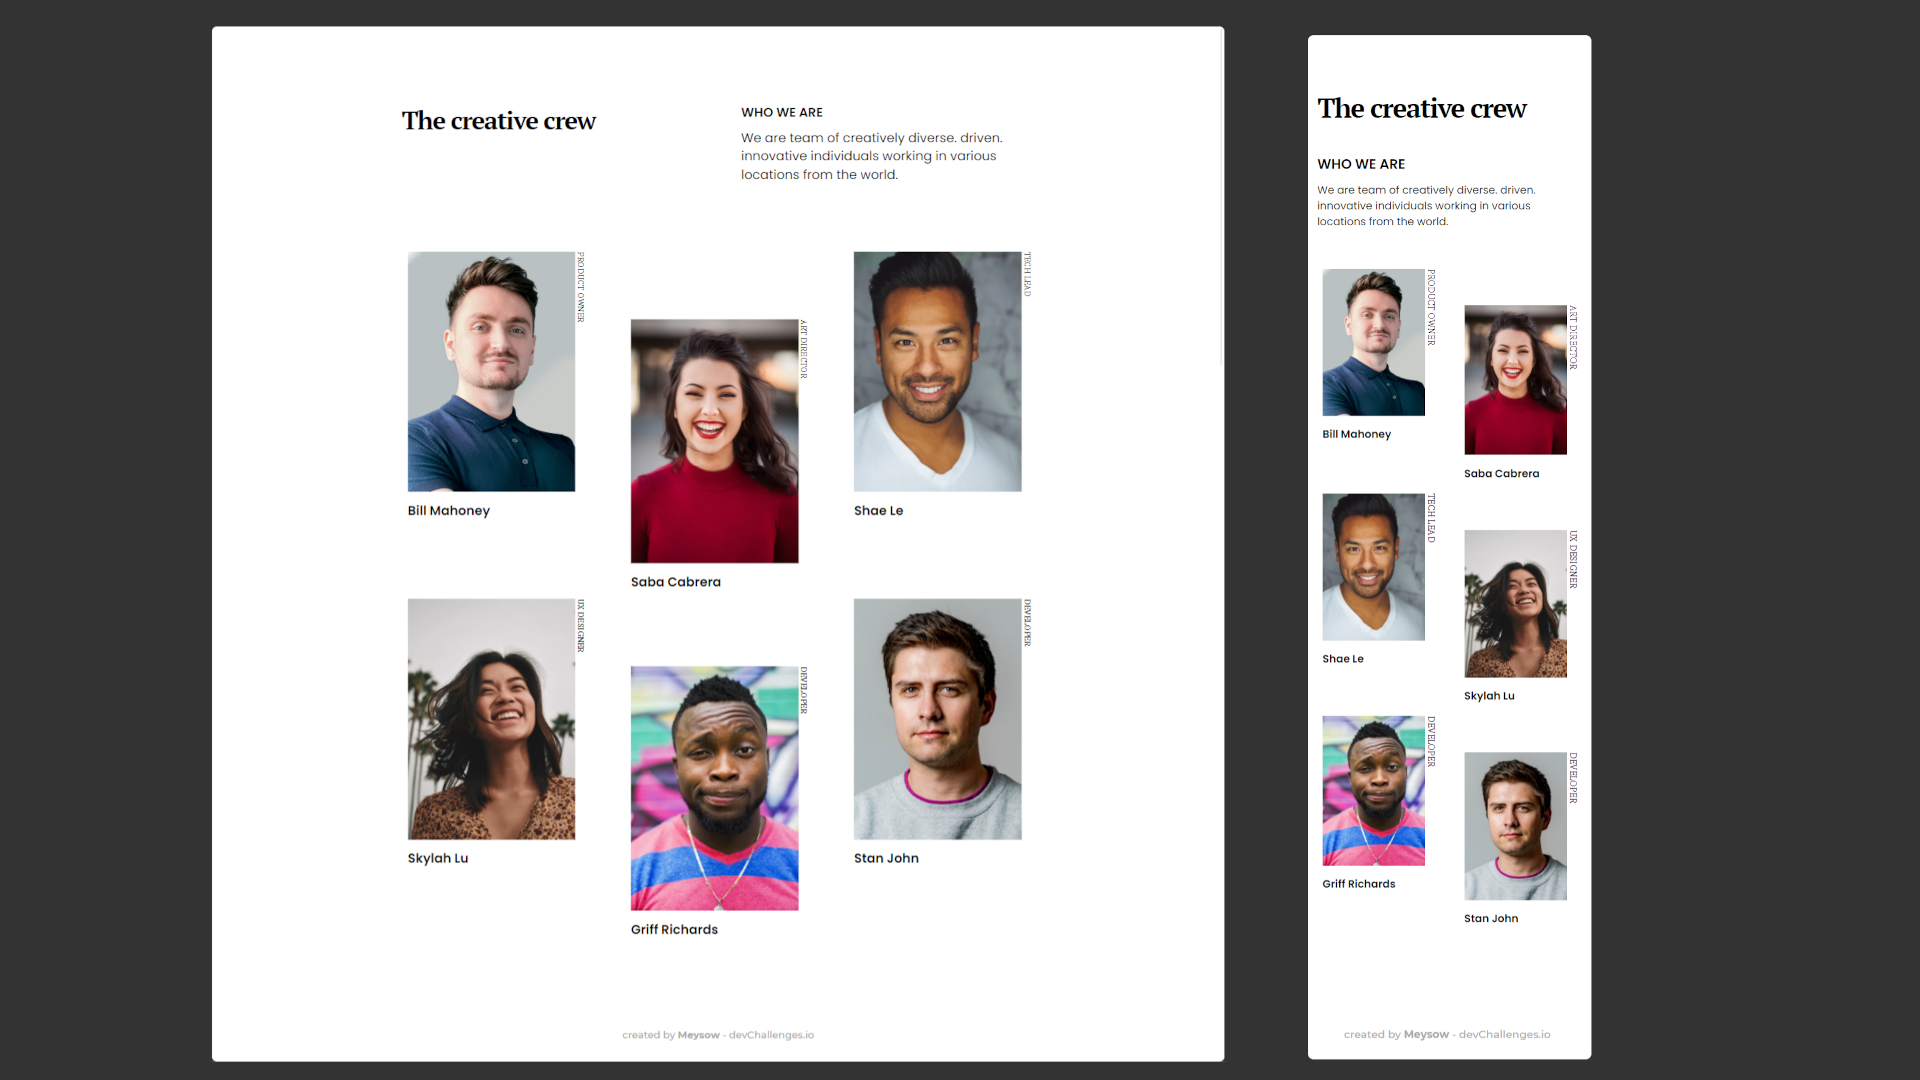 The creative crew
WHO WE ARE
We are team of creatively diverse. driven.
innovative individuals working in various
locations from the world.
PRODUCT OWNER
Bill Mahoney
ART DIRECTOR
Saba Cabrera
TECH LEAD
Shae Le
UX DESIGNER
Skylah Lu
DEVELOPER
Griff Richards
DEVELOPER
Stan John
created by Meysow - devChallenges.io
The creative crew
WHO WE ARE
We are team of creatively diverse. driven.
innovative individuals working in various
locations from the world.
PRODUCT OWNER
Bill Mahoney
ART DIRECTOR
Saba Cabrera
TECH LEAD
Shae Le
UX DESIGNER
Skylah Lu
DEVELOPER
Griff Richards
DEVELOPER
Stan John
created by Meysow - devChallenges.io